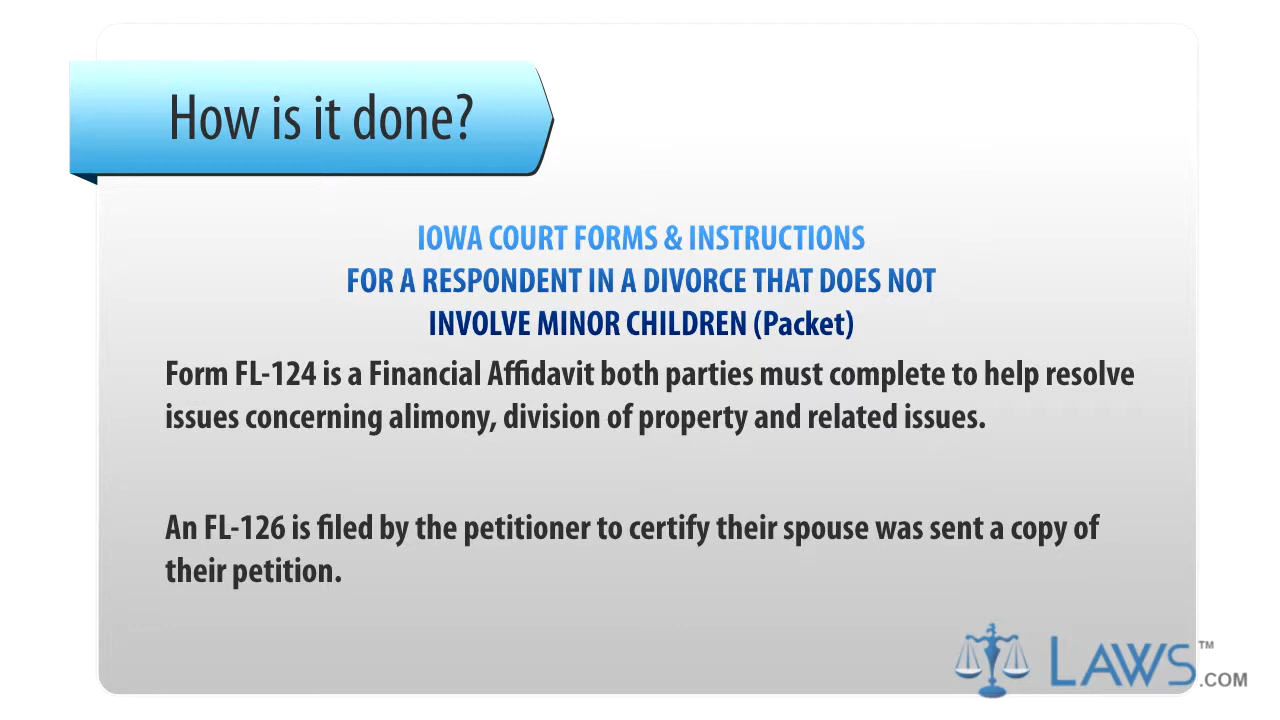 How is it done?
IOWA COURT FORMS & INSTRUCTIONS
FOR A RESPONDENT IN A DIVORCE THAT DOES NOT
INVOLVE MINOR CHILDREN (Packet)
Form FL-124 is a Financial Affidavit both parties must complete to help resolve
issues concerning alimony, division of property and related issues.
An FL-126 is filed by the petitioner to certify their spouse was sent a copy of
their petition.
LAWS™.COM